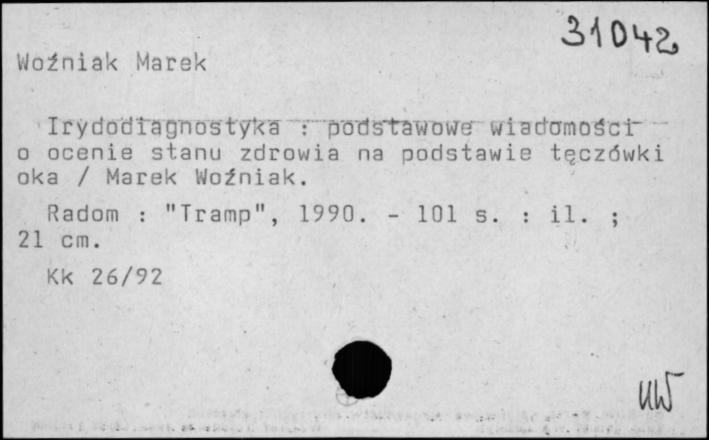 31042
Woźniak Marek
Irydodiagnostyka : podstawowe wiadomości
o ocenie stanu zdrowia na podstawie tęczówki
oka / Marek Woźniak.
Radom : "Tramp", 1990. - 101 s. : il. ;
21 cm.
Kk 26/92